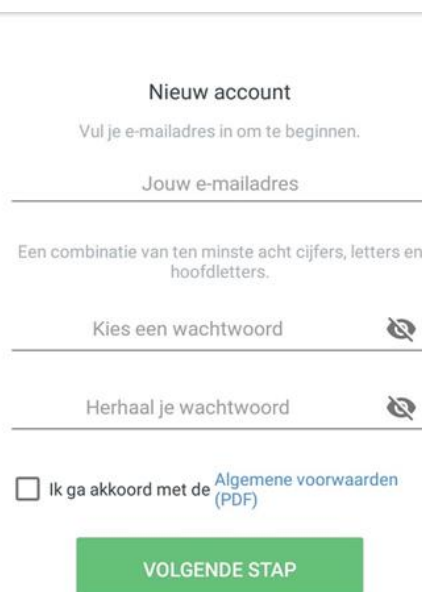 Nieuw account
Vul je e-mailadres in om te beginnen.
Jouw e-mailadres
Een combinatie van ten minste acht cijfers, letters en
hoofdletters.
Kies een wachtwoord
Herhaal je wachtwoord
Ik ga akkoord met de Algemene voorwaarden
(PDF)
VOLGENDE STAP